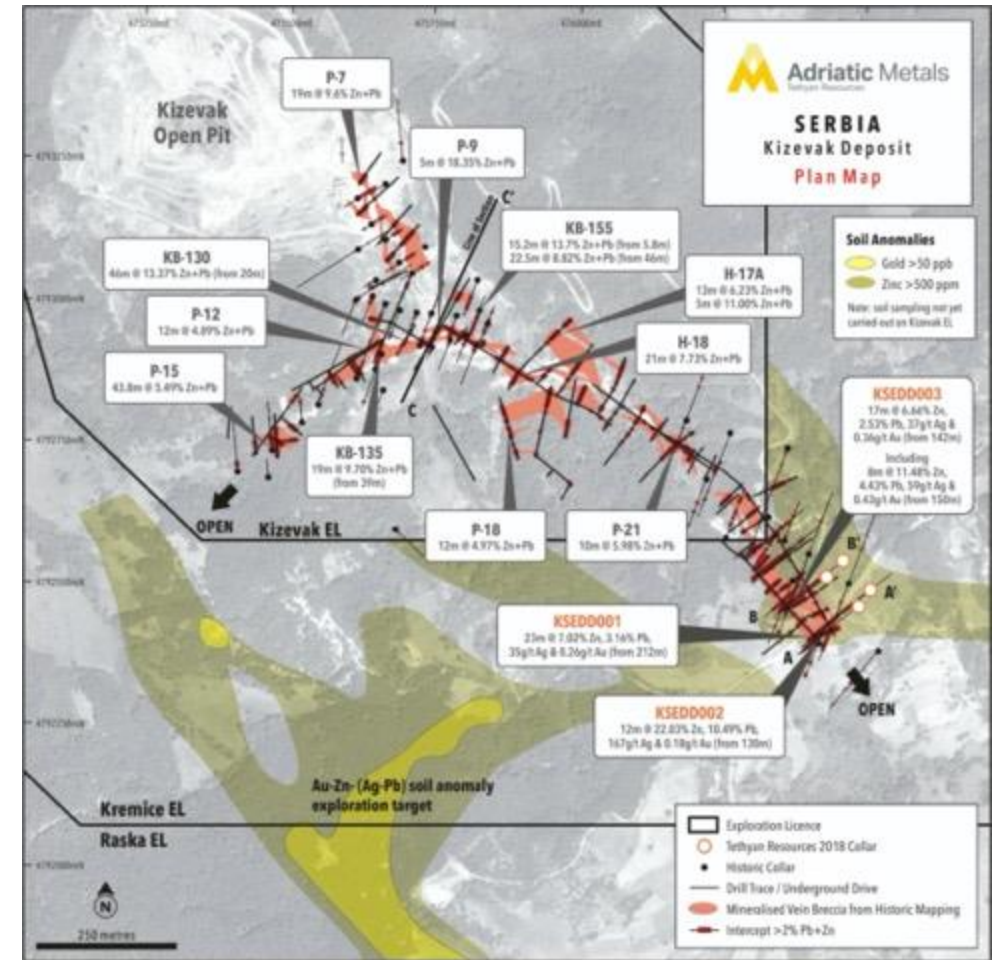 Adriatic Metals
Tethyan Resources
SERBIA
Kizevak Deposit
Plan Map
Soil Anomalies
Gold >50 ppb
Zinc >500 ppm
Note: soil sampling not yet
carried out on Kizevak EL
Kizevak
Open Pit
P-7
19m @ 9.6% Zn+Pb
P-9
5m @ 18.35% Zn+Pb
C'
Line of Section
KB-155
15.2m @ 13.7% Zn+Pb (from 5.8m)
22.5m @ 8.82% Zn+Pb (from 46m)
KB-130
46m @ 13.37% Zn+Pb (from 20m)
H-17A
13m @ 6.23% Zn+Pb
5m @ 11.00% Zn+Pb
P-12
12m @ 4.89% Zn+Pb
H-18
21m @ 7.73% Zn+Pb
P-15
43.8m @ 5.49% Zn+Pb
C
KSEDD003
17m @ 6.66% Zn,
2.53% Pb, 37g/t Ag &
0.36g/t Au (from 142m)
Including
8m @ 11.48% Zn,
4.43% Pb, 59g/t Ag &
0.43g/t Au (from 150m)
KB-135
19m @ 9.70% Zn+Pb
(from 39m)
OPEN
Kizevak EL
P-18
12m @ 4.97% Zn+Pb
P-21
10m @ 5.98% Zn+Pb
B'
A'
B
A
KSEDD001
23m @ 7.02% Zn, 3.16% Pb,
35g/t Ag & 0.26g/t Au (from 212m)
OPEN
KSEDD002
12m @ 22.03% Zn, 10.49% Pb,
167g/t Ag & 0.18g/t Au (from 130m)
Au-Zn- (Ag-Pb) soil anomaly
exploration target
Kremice EL
Raska EL
N
250 metres
Exploration Licence
Tethyan Resources 2018 Collar
Historic Collar
Drill Trace / Underground Drive
Mineralised Vein Breccia from Historic Mapping
Intercept >2% Pb+Zn